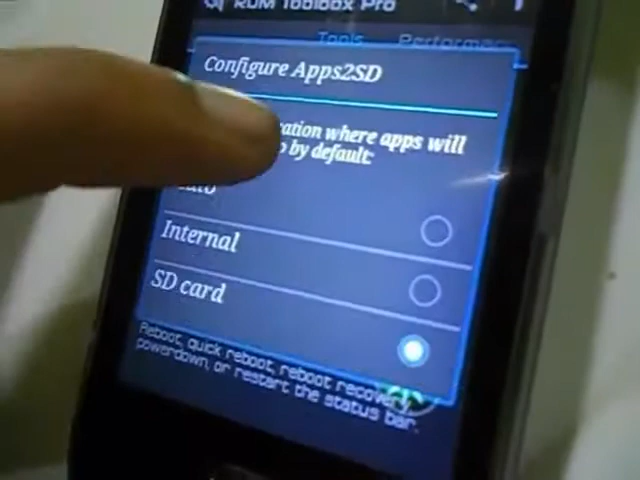 ROM Toolbox Pro
Tools Performanc
Configure Apps2SD
ation where apps will
o by default:
Auto
Internal
SD card
Reboot, quick reboot, reboot recovery,
powerdown, or restart the status bar.